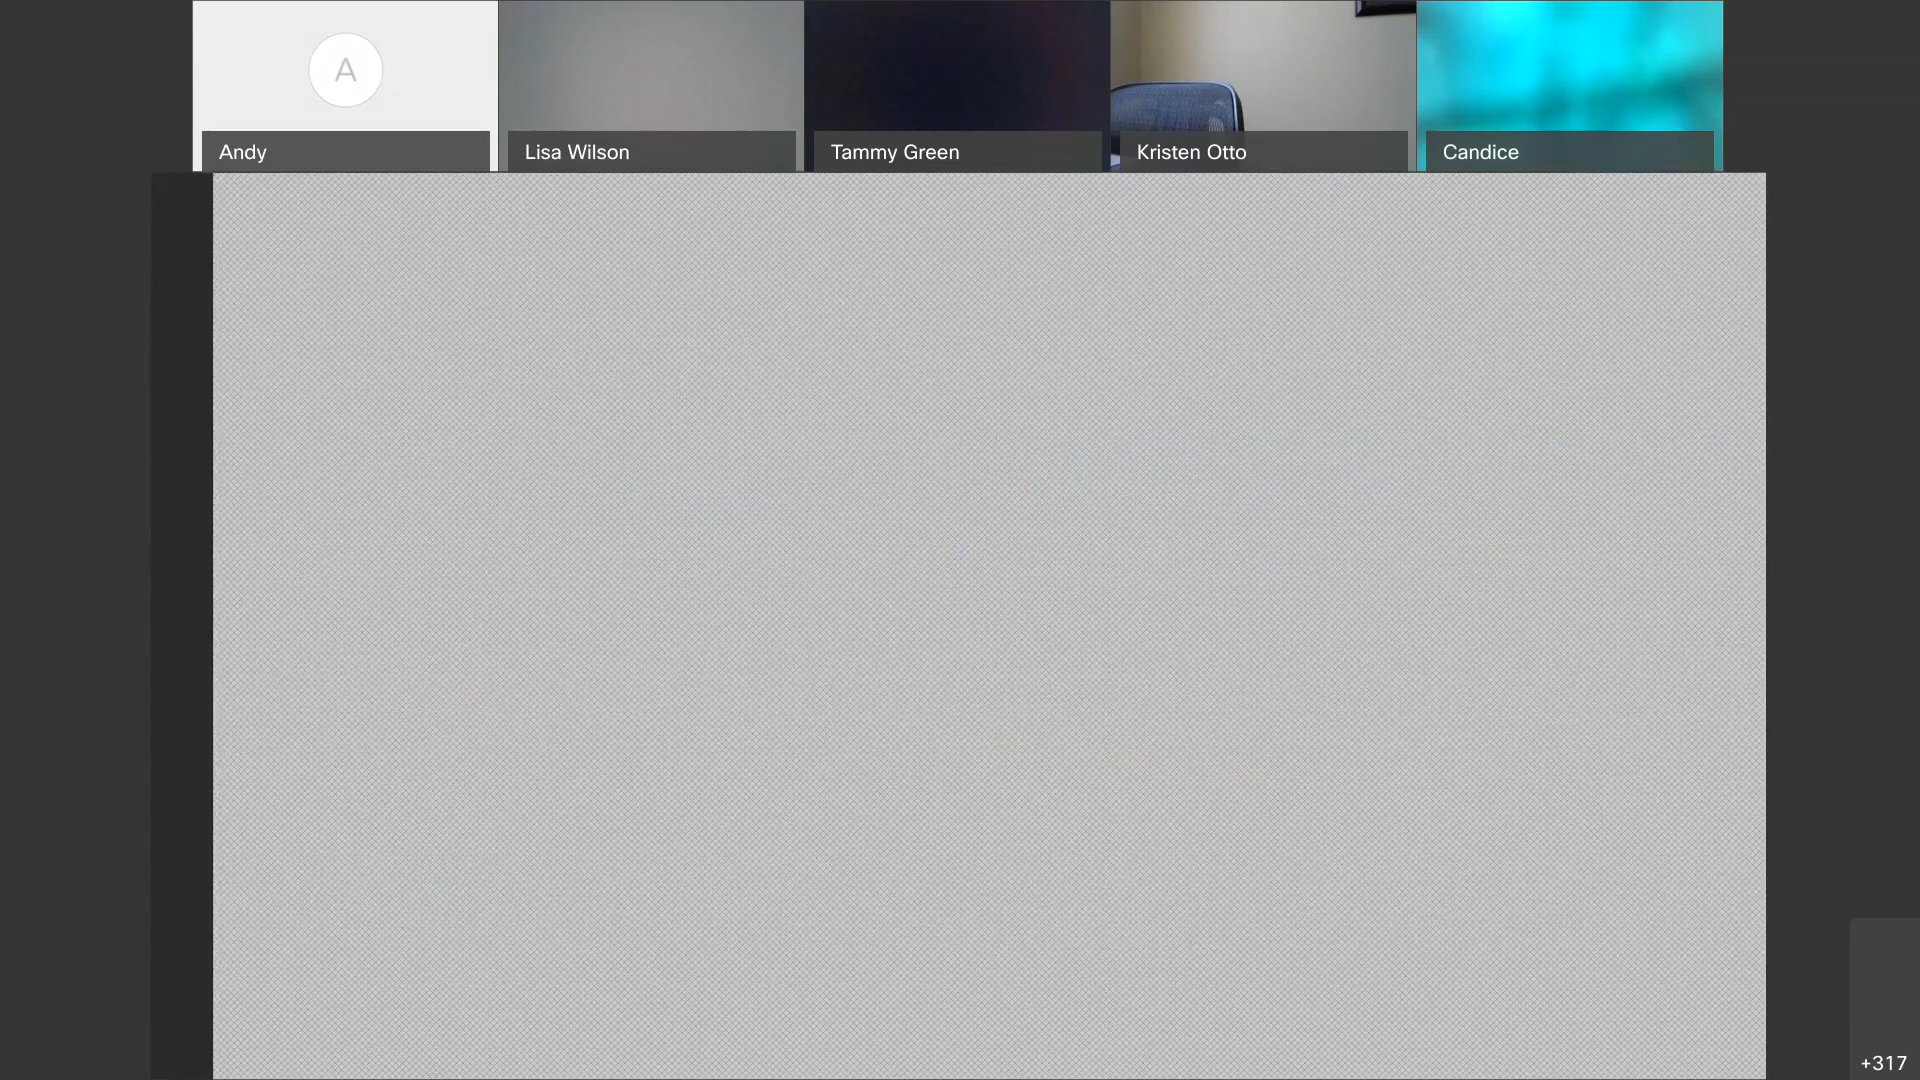 A
Andy
Lisa Wilson
Tammy Green
Kristen Otto
Candice
+317